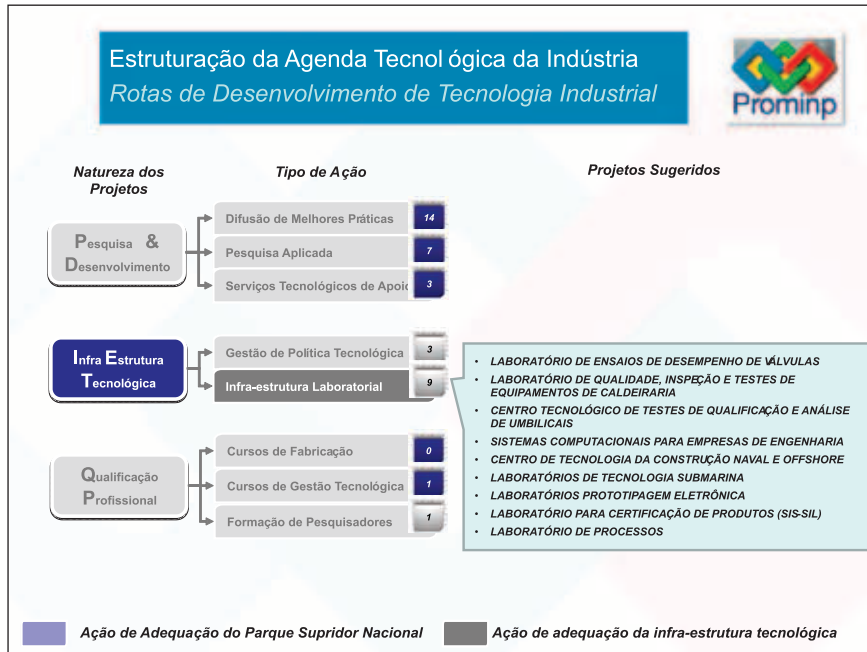 Estruturação da Agenda Tecnológica da Indústria
Rotas de Desenvolvimento de Tecnologia Industrial
Prominp
Natureza dos
Projetos
Tipo de Ação
Projetos Sugeridos
Pesquisa &
Desenvolvimento
Difusão de Melhores Práticas 14
Pesquisa Aplicada 7
Serviços Tecnológicos de Apoio 3
Infra Estrutura
Tecnológica
Gestão de Política Tecnológica 3
Infra-estrutura Laboratorial 9
Qualificação
Profissional
Cursos de Fabricação 0
Cursos de Gestão Tecnológica 1
Formação de Pesquisadores 1
• LABORATÓRIO DE ENSAIOS DE DESEMPENHO DE VÁLVULAS
• LABORATÓRIO DE QUALIDADE, INSPEÇÃO E TESTES DE
EQUIPAMENTOS DE CALDEIRARIA
• CENTRO TECNOLÓGICO DE TESTES DE QUALIFICAÇÃO E ANÁLISE
DE UMBILICAIS
• SISTEMAS COMPUTACIONAIS PARA EMPRESAS DE ENGENHARIA
• CENTRO DE TECNOLOGIA DA CONSTRUÇÃO NAVAL E OFFSHORE
• LABORATÓRIOS DE TECNOLOGIA SUBMARINA
• LABORATÓRIOS PROTOTIPAGEM ELETRÔNICA
• LABORATÓRIO PARA CERTIFICAÇÃO DE PRODUTOS (SIS-SIL)
• LABORATÓRIO DE PROCESSOS
Ação de Adequação do Parque Supridor Nacional
Ação de adequação da infra-estrutura tecnológica